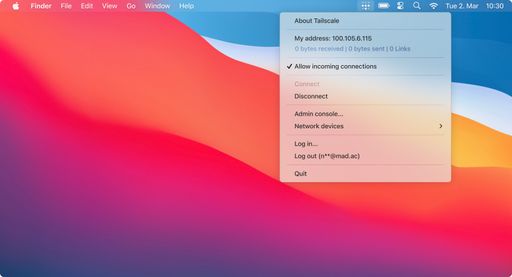 Finder File Edit View Go Window Help Tue 2. Mar 10:30
About Tailscale
My address: 100.105.6.115
0 bytes received | 0 bytes sent | 0 Links
Allow incoming connections
Connect
Disconnect
Admin console...
Network devices
Log in...
Log out (n**@mad.ac)
Quit